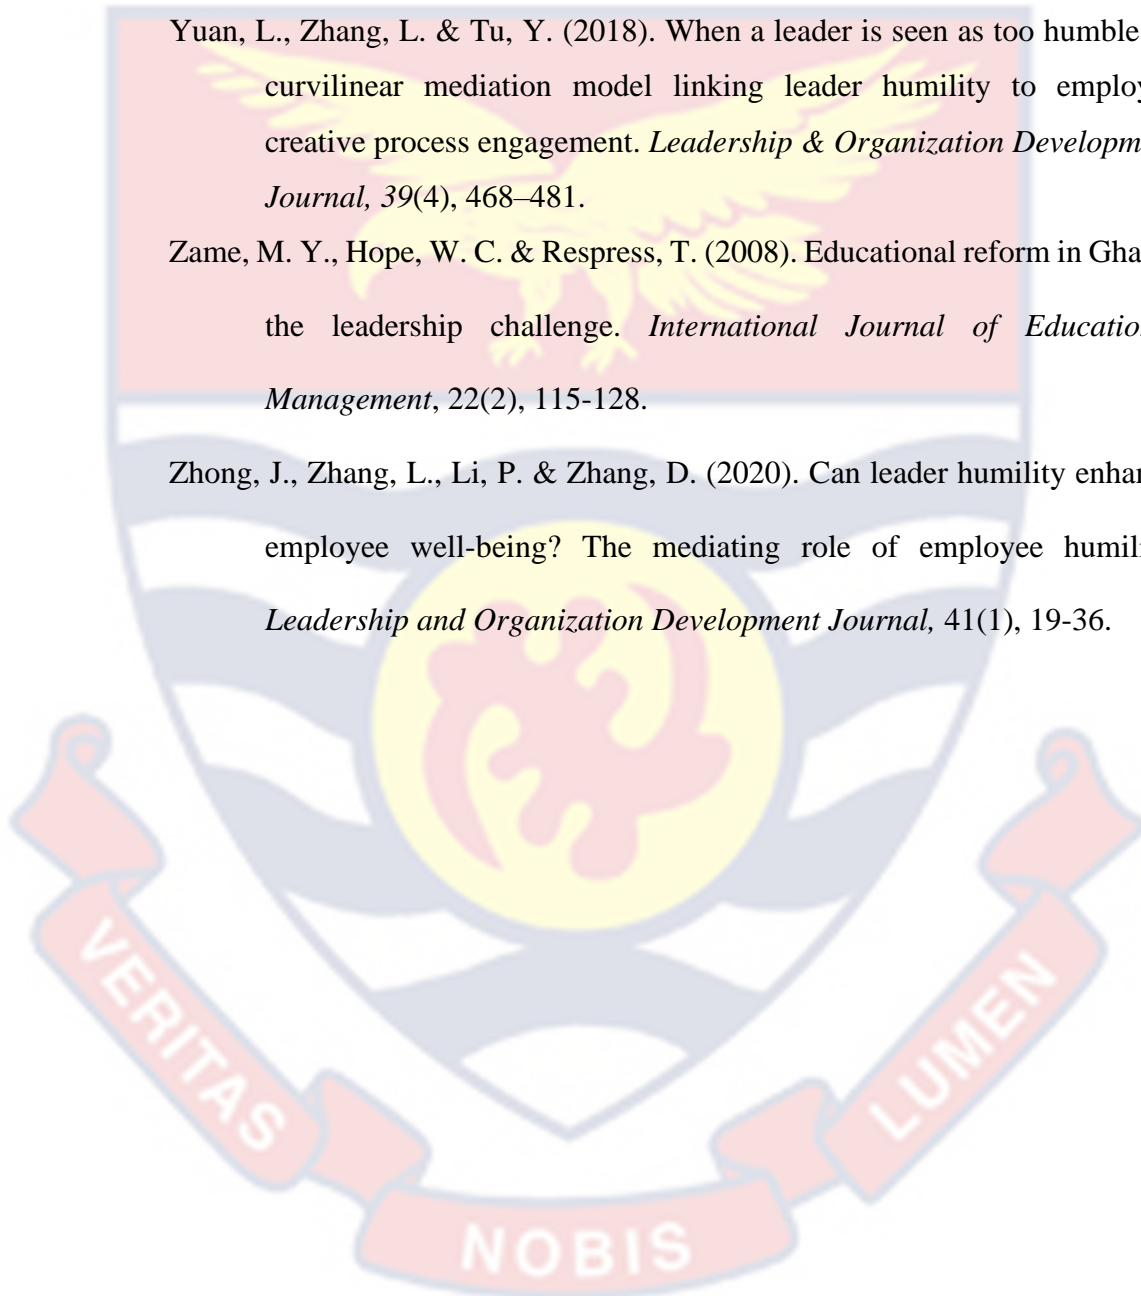 Yuan, L., Zhang, L. & Tu, Y. (2018). When a leader is seen as too humble
curvilinear mediation model linking leader humility to employ
creative process engagement. Leadership & Organization Developm
Journal, 39(4), 468–481.
Zame, M. Y., Hope, W. C. & Respress, T. (2008). Educational reform in Gha
the leadership challenge. International Journal of Education
Management, 22(2), 115-128.
Zhong, J., Zhang, L., Li, P. & Zhang, D. (2020). Can leader humility enhan
employee well-being? The mediating role of employee humili
Leadership and Organization Development Journal, 41(1), 19-36.
VERITAS
NOBIS
LUMEN